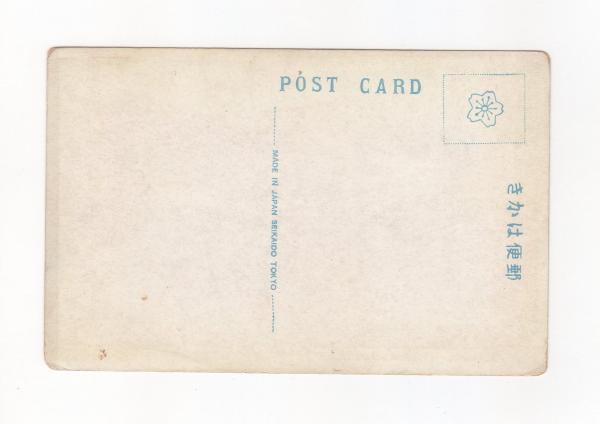 POST CARD
MADE IN JAPAN SEIKAIDO TOKYO
きかは便郵